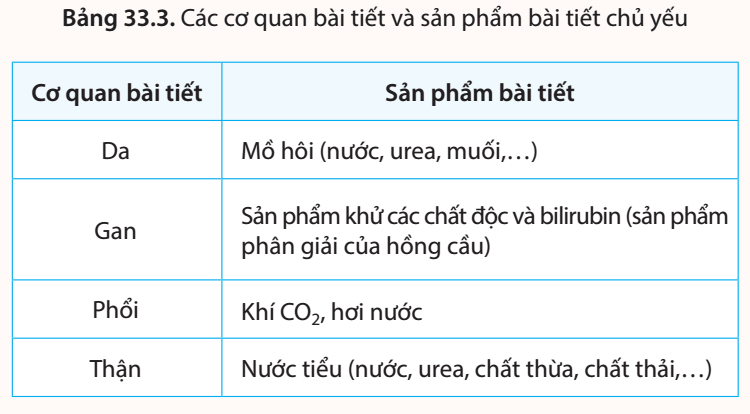 Bảng 33.3. Các cơ quan bài tiết và sản phẩm bài tiết chủ yếu
Cơ quan bài tiết
Sản phẩm bài tiết
Da
Mồ hôi (nước, urea, muối,…)
Gan
Sản phẩm khử các chất độc và bilirubin (sản phẩm
phân giải của hồng cầu)
Phổi
Khí CO₂, hơi nước
Thận
Nước tiểu (nước, urea, chất thừa, chất thải,…)